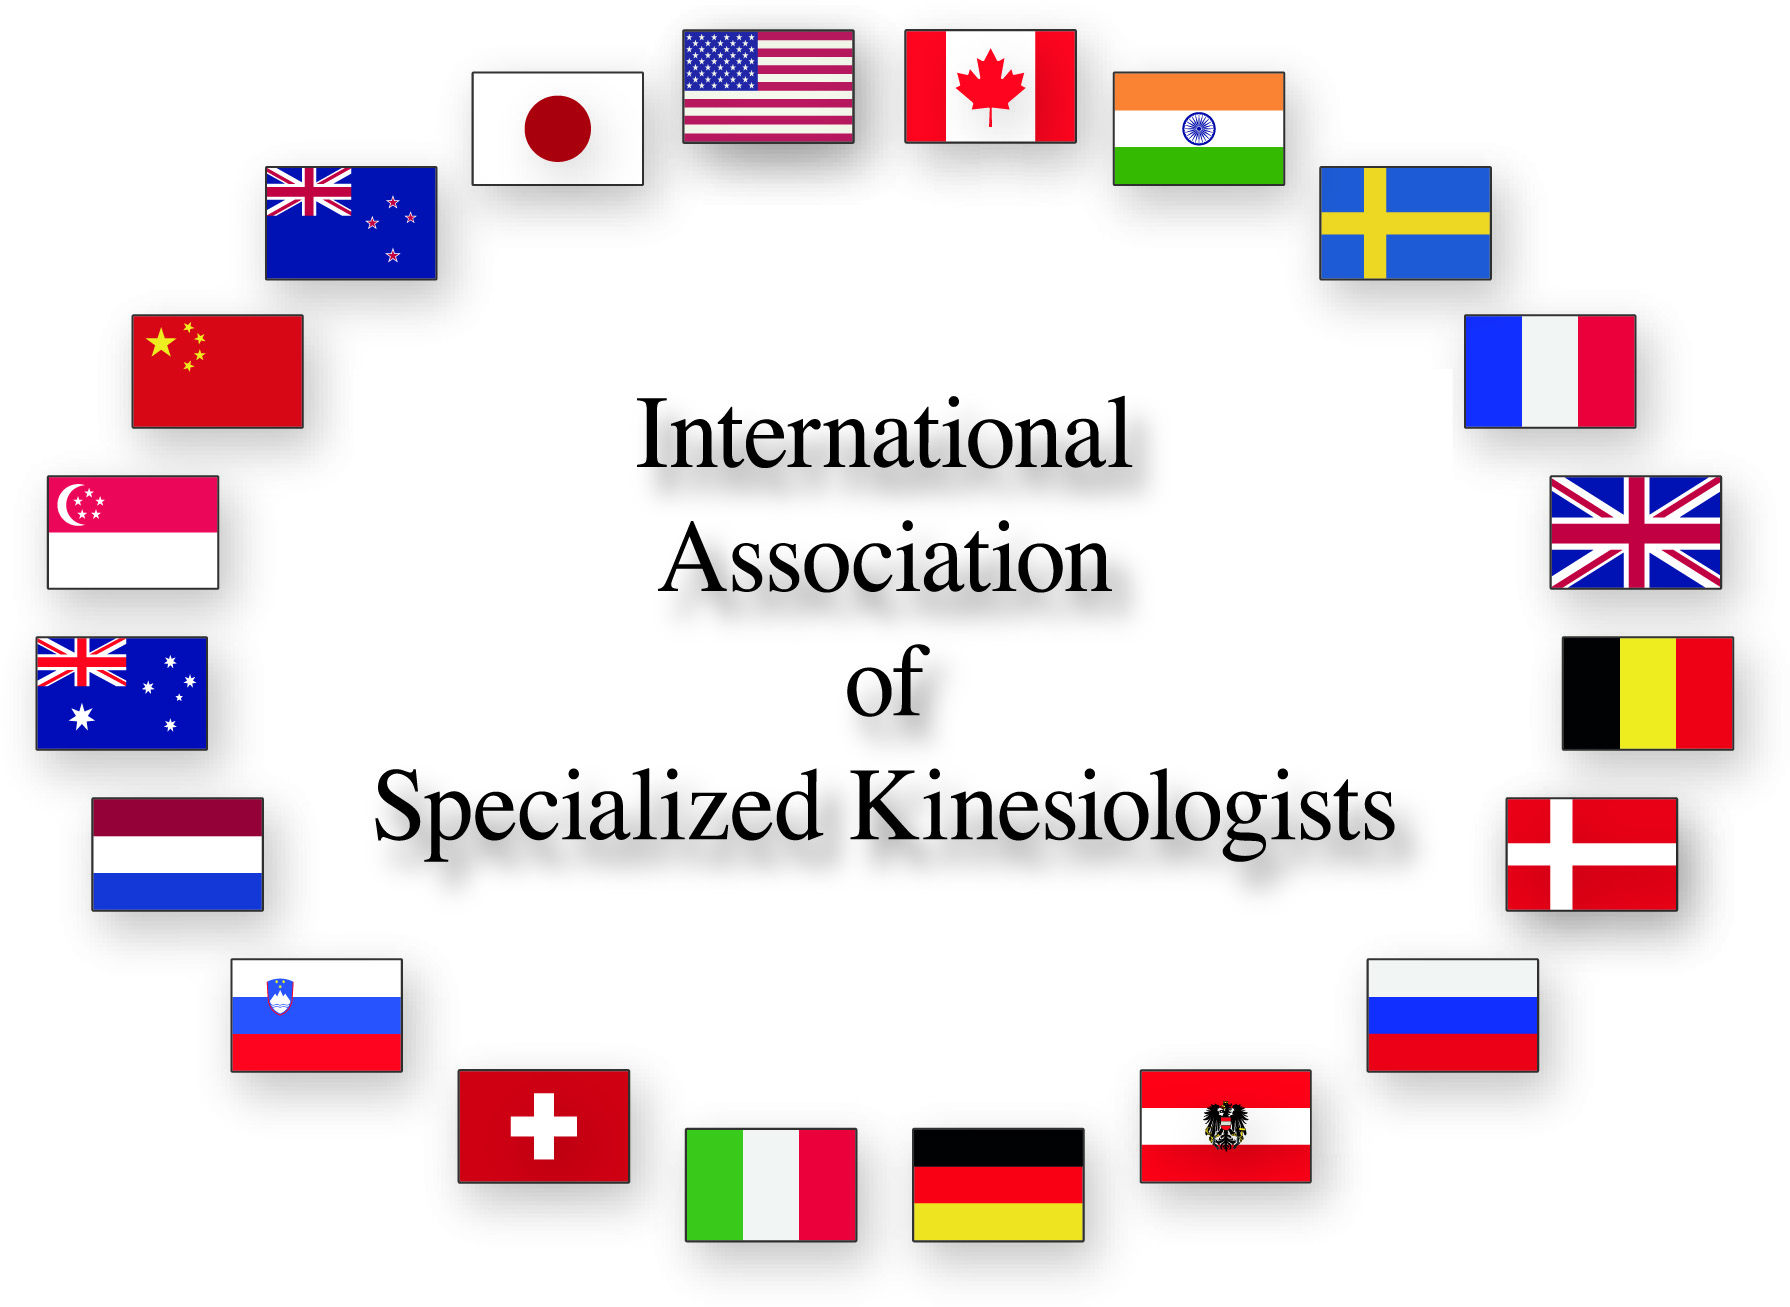 International
Association
of
Specialized Kinesiologists